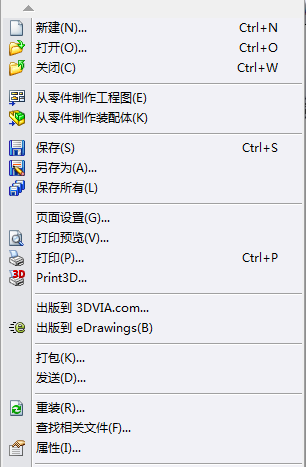 新建(N)... Ctrl+N
打开(O)... Ctrl+O
关闭(C) Ctrl+W
从零件制作工程图(E)
从零件制作装配体(K)
保存(S) Ctrl+S
另存为(A)...
保存所有(L)
页面设置(G)...
打印预览(V)...
打印(P)... Ctrl+P
3D Print3D...
出版到 3DVIA.com...
出版到 eDrawings(B)
打包(K)...
发送(D)...
重装(R)...
查找相关文件(F)...
属性(I)...